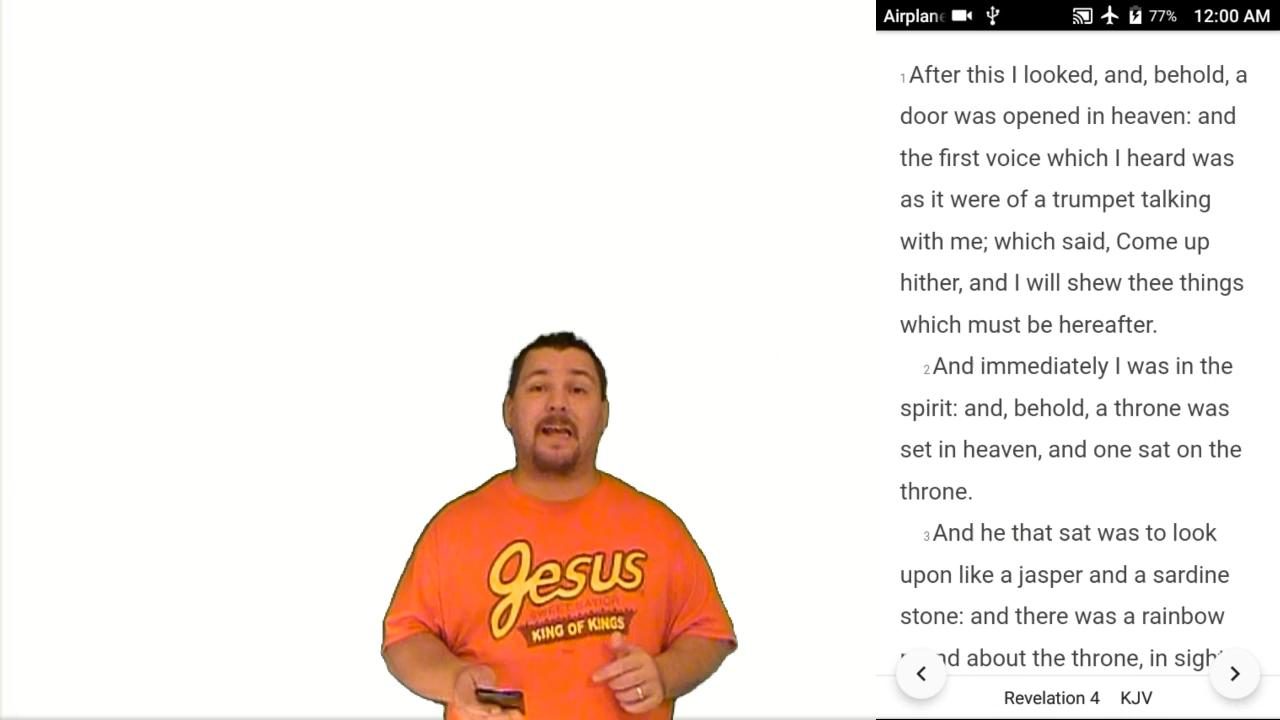 Airplan
77%
12:00 AM
1 After this I looked, and, behold, a
door was opened in heaven: and
the first voice which I heard was
as it were of a trumpet talking
with me; which said, Come up
hither, and I will shew thee things
which must be hereafter.
2 And immediately I was in the
spirit: and, behold, a throne was
set in heaven, and one sat on the
throne.
3 And he that sat was to look
upon like a jasper and a sardine
stone: and there was a rainbow
about the throne, in sight
Revelation 4 KJV
Jesus
SWEET SAVIOR
KING OF KINGS